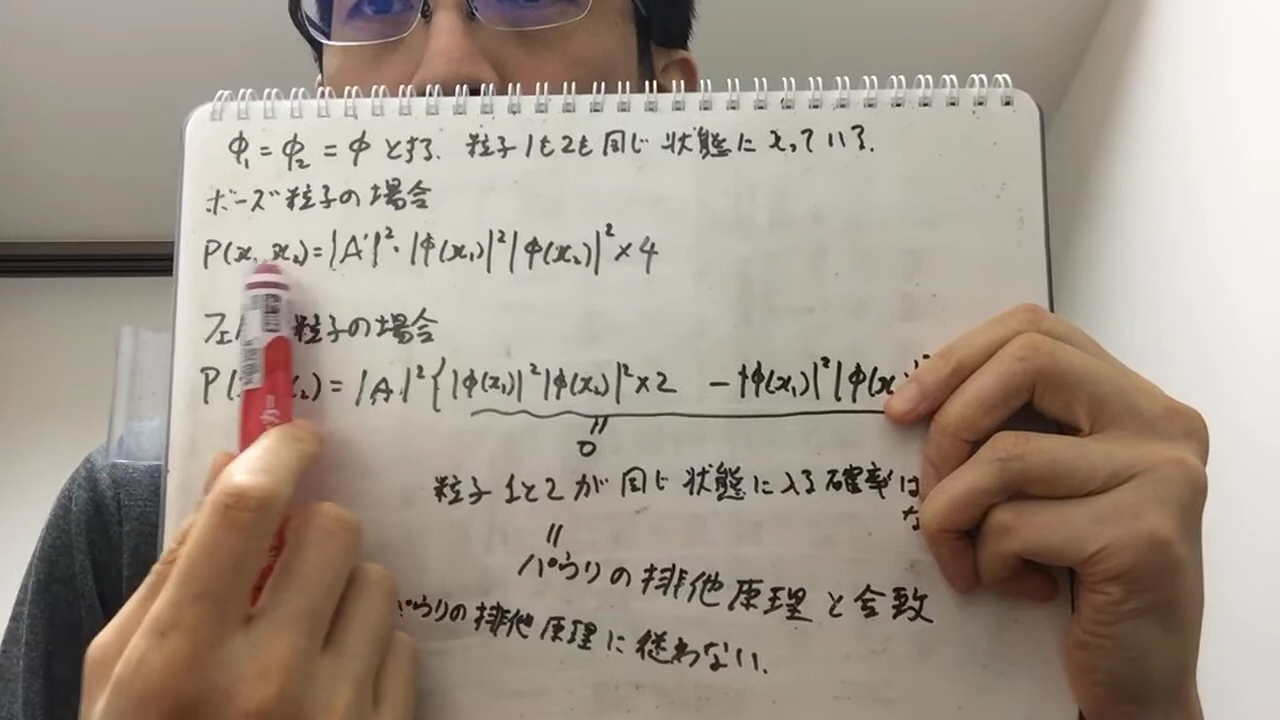 φ₁=φ₂=φとする. 粒子1も2も同じ状態に入っている.
ボーズ粒子の場合
P(x₁,x₂)=|A'|²・|φ(x₁)|²|φ(x₂)|²×4
粒子の場合
= |A'|²{|φ(x₁)|²|φ(x₂)|²×2 -|φ(x₁)|²|φ(x
||
0
粒子1と2が同じ状態に入る確率は
な
||
パウリの排他原理と合致
パウリの排他原理に従わない.